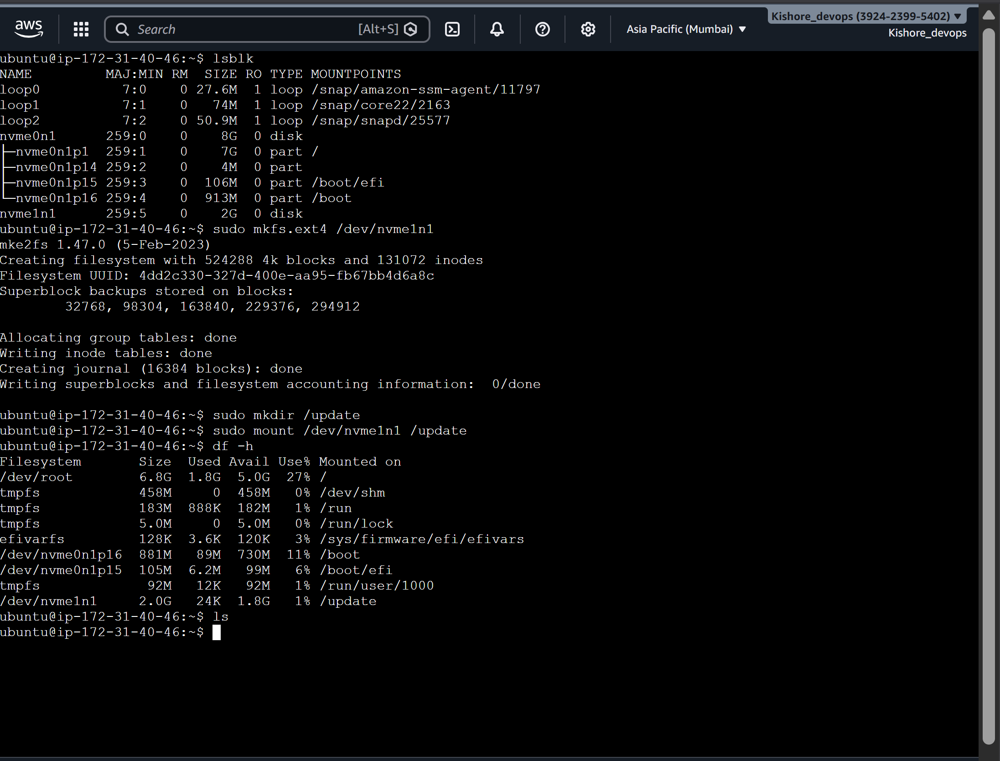 aws
Search [Alt+S]
Asia Pacific (Mumbai)
Kishore_devops (3924-2399-5402)
Kishore_devops
ubuntu@ip-172-31-40-46:~$ lsblk
NAME         MAJ:MIN RM  SIZE RO TYPE MOUNTPOINTS
loop0          7:0    0 27.6M  1 loop /snap/amazon-ssm-agent/11797
loop1          7:1    0   74M  1 loop /snap/core22/2163
loop2          7:2    0 50.9M  1 loop /snap/snapd/25577
nvme0n1      259:0    0    8G  0 disk
├─nvme0n1p1  259:1    0    7G  0 part /
├─nvme0n1p14 259:2    0    4M  0 part
├─nvme0n1p15 259:3    0  106M  0 part /boot/efi
└─nvme0n1p16 259:4    0  913M  0 part /boot
nvme1n1      259:5    0    2G  0 disk
ubuntu@ip-172-31-40-46:~$ sudo mkfs.ext4 /dev/nvme1n1
mke2fs 1.47.0 (5-Feb-2023)
Creating filesystem with 524288 4k blocks and 131072 inodes
Filesystem UUID: 4dd2c330-327d-400e-aa95-fb67bb4d6a8c
Superblock backups stored on blocks:
        32768, 98304, 163840, 229376, 294912
Allocating group tables: done
Writing inode tables: done
Creating journal (16384 blocks): done
Writing superblocks and filesystem accounting information:  0/done
ubuntu@ip-172-31-40-46:~$ sudo mkdir /update
ubuntu@ip-172-31-40-46:~$ sudo mount /dev/nvme1n1 /update
ubuntu@ip-172-31-40-46:~$ df -h
Filesystem       Size  Used Avail Use% Mounted on
/dev/root        6.8G  1.8G  5.0G  27% /
tmpfs            458M     0  458M   0% /dev/shm
tmpfs            183M  888K  182M   1% /run
tmpfs            5.0M     0  5.0M   0% /run/lock
efivarfs         128K  3.6K  120K   3% /sys/firmware/efi/efivars
/dev/nvme0n1p16  881M   89M  730M  11% /boot
/dev/nvme0n1p15  105M  6.2M   99M   6% /boot/efi
tmpfs             92M   12K   92M   1% /run/user/1000
/dev/nvme1n1     2.0G   24K  1.8G   1% /update
ubuntu@ip-172-31-40-46:~$ ls
ubuntu@ip-172-31-40-46:~$